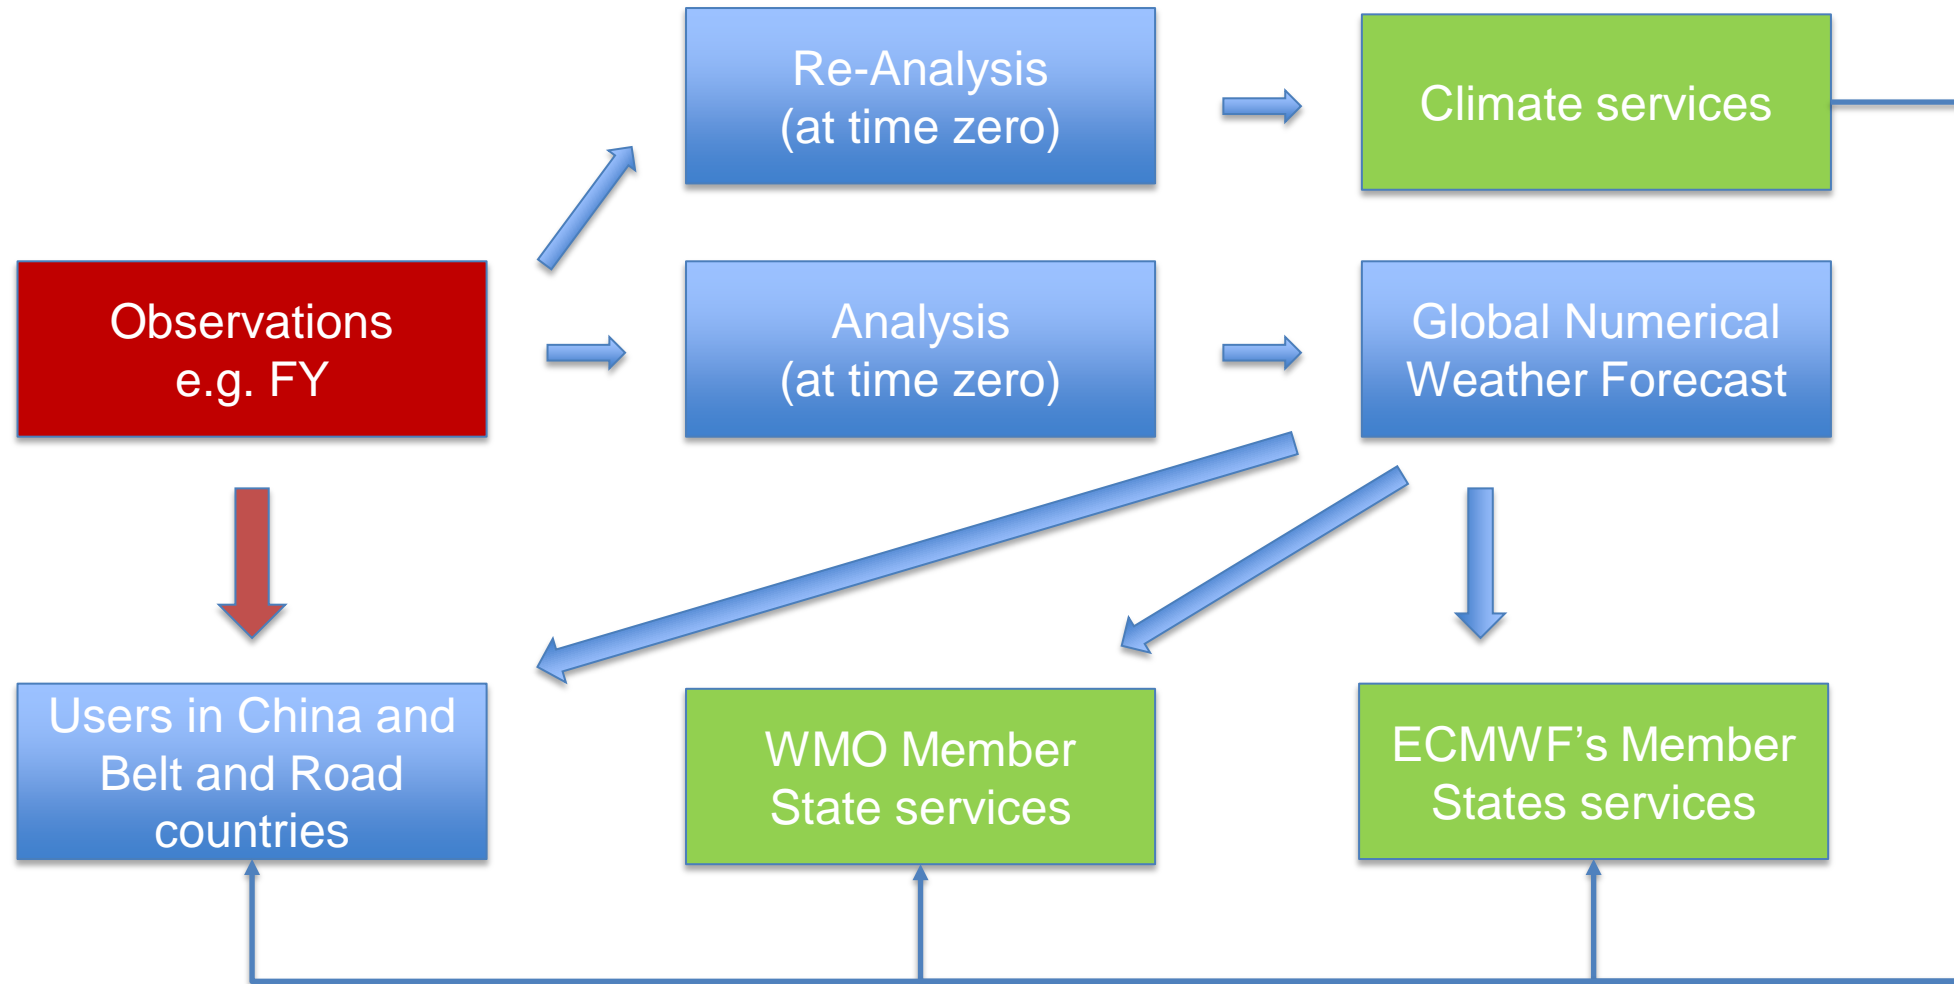 Re-Analysis
(at time zero)
Climate services
Observations
e.g. FY
Analysis
(at time zero)
Global Numerical
Weather Forecast
Users in China and
Belt and Road
countries
WMO Member
State services
ECMWF’s Member
States services